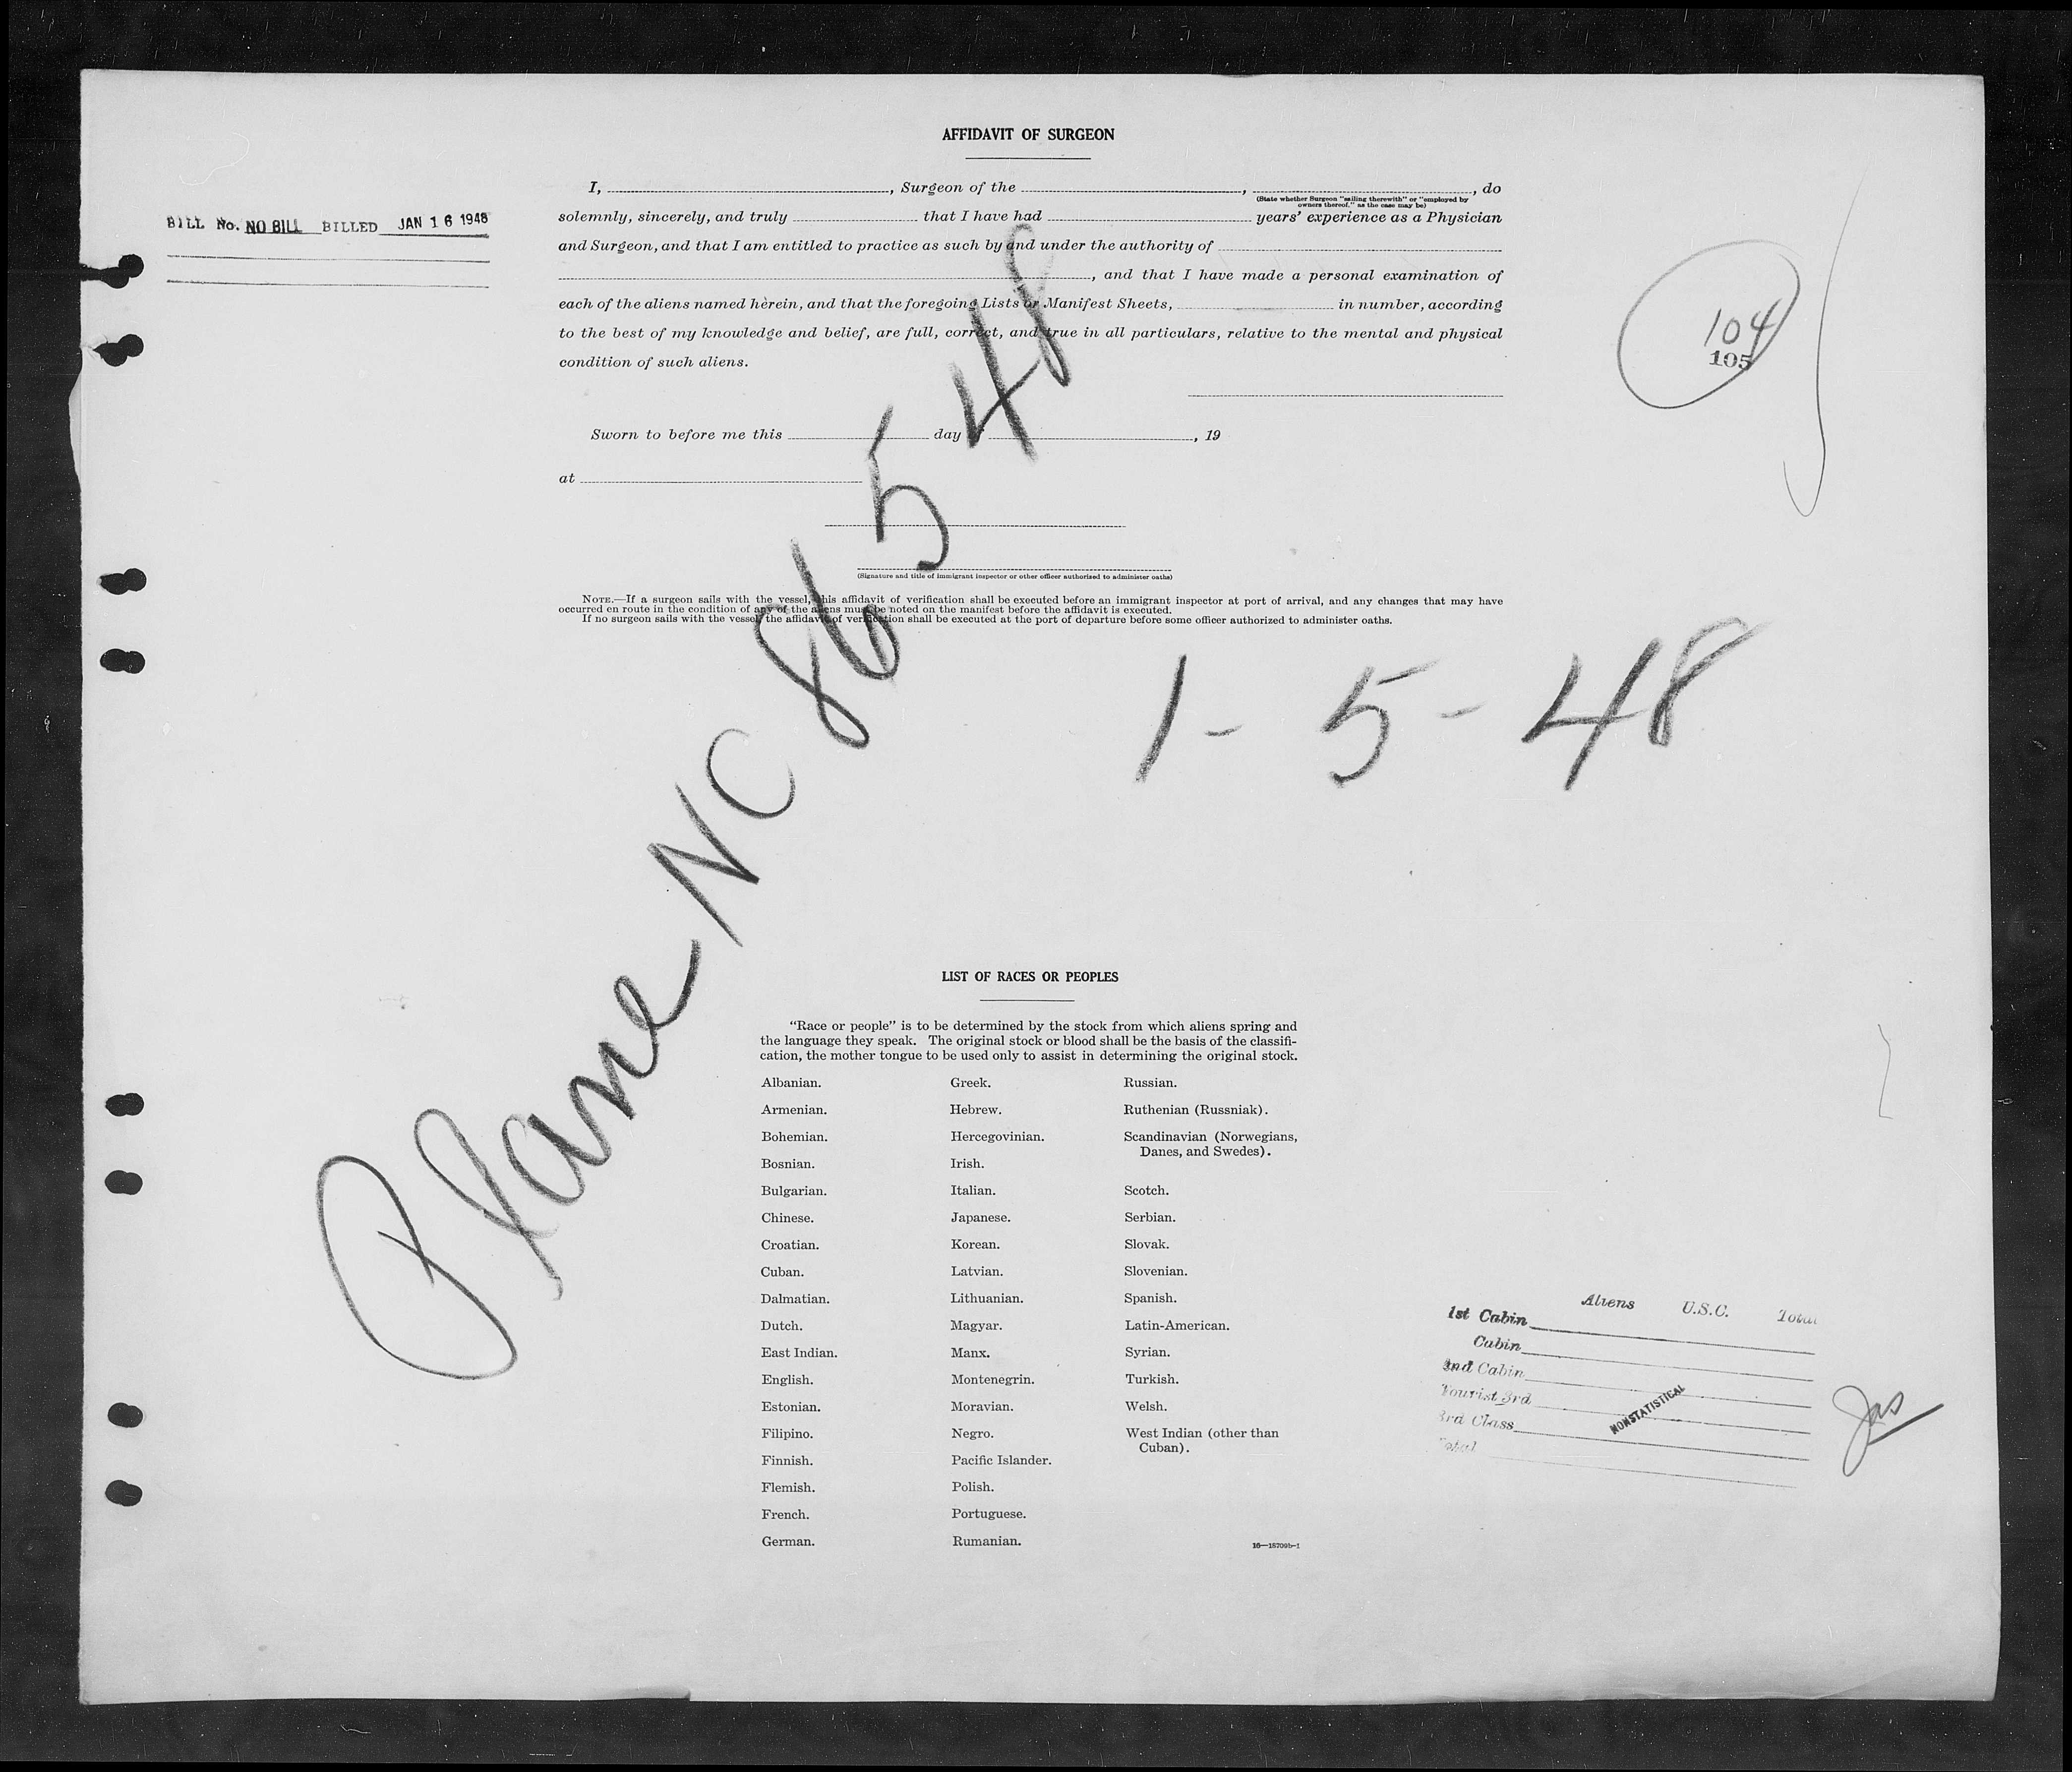 AFFIDAVIT OF SURGEON
I, , Surgeon of the , , do
(State whether Surgeon "sailing therewith" or "employed by
owners thereof," as the case may be)
solemnly, sincerely, and truly that I have had years' experience as a Physician
and Surgeon, and that I am entitled to practice as such by and under the authority of
, and that I have made a personal examination of
each of the aliens named herein, and that the foregoing Lists or Manifest Sheets, in number, according
to the best of my knowledge and belief, are full, correct, and true in all particulars, relative to the mental and physical
condition of such aliens.
BILL No. NO BILL BILLED JAN 16 1948
104
105
Sworn to before me this day of , 19
at
(Signature and title of immigrant inspector or other officer authorized to administer oaths)
NOTE.—If a surgeon sails with the vessel, this affidavit of verification shall be executed before an immigrant inspector at port of arrival, and any changes that may have
occurred en route in the condition of any of the aliens must be noted on the manifest before the affidavit is executed.
If no surgeon sails with the vessel, the affidavit of verification shall be executed at the port of departure before some officer authorized to administer oaths.
Plane NC 86548
1-5-48
LIST OF RACES OR PEOPLES
"Race or people" is to be determined by the stock from which aliens spring and
the language they speak. The original stock or blood shall be the basis of the classifi-
cation, the mother tongue to be used only to assist in determining the original stock.
Albanian.
Armenian.
Bohemian.
Bosnian.
Bulgarian.
Chinese.
Croatian.
Cuban.
Dalmatian.
Dutch.
East Indian.
English.
Estonian.
Filipino.
Finnish.
Flemish.
French.
German.
Greek.
Hebrew.
Hercegovinian.
Irish.
Italian.
Japanese.
Korean.
Latvian.
Lithuanian.
Magyar.
Manx.
Montenegrin.
Moravian.
Negro.
Pacific Islander.
Polish.
Portuguese.
Rumanian.
Russian.
Ruthenian (Russniak).
Scandinavian (Norwegians,
Danes, and Swedes).
Scotch.
Serbian.
Slovak.
Slovenian.
Spanish.
Latin-American.
Syrian.
Turkish.
Welsh.
West Indian (other than
Cuban).
16—18709b-1
Aliens U.S.C. Total
1st Cabin
Cabin
2nd Cabin
Tourist 3rd
3rd Class
Total
NONSTATISTICAL